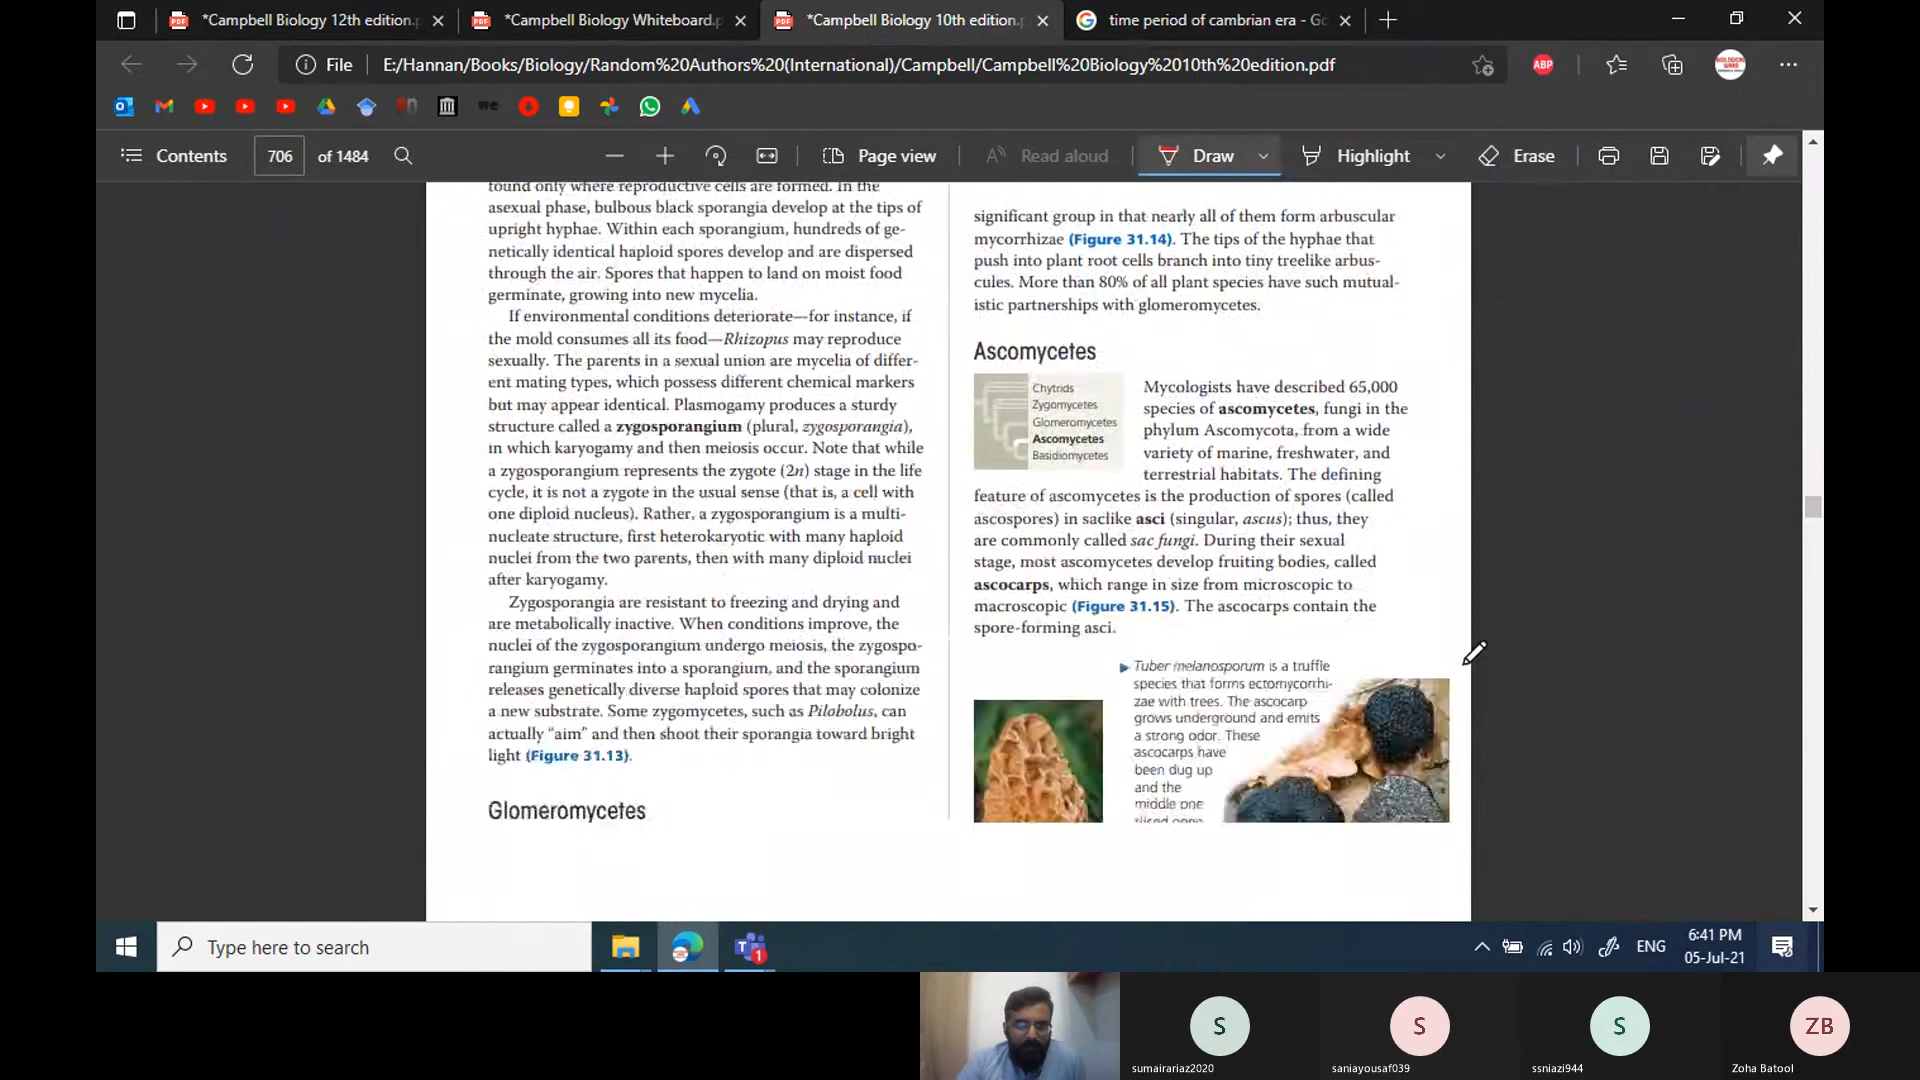 *Campbell Biology 12th edition.p
*Campbell Biology Whiteboard.p
*Campbell Biology 10th edition.p
time period of cambrian era - Go
File
E:/Hannan/Books/Biology/Random%20Authors%20(International)/Campbell/Campbell%20Biology%2010th%20edition.pdf
ABP
Contents
706
of 1484
Page view
Read aloud
Draw
Highlight
Erase
found only where reproductive cells are formed. In the
asexual phase, bulbous black sporangia develop at the tips of
upright hyphae. Within each sporangium, hundreds of ge-
netically identical haploid spores develop and are dispersed
through the air. Spores that happen to land on moist food
germinate, growing into new mycelia.
If environmental conditions deteriorate—for instance, if
the mold consumes all its food—Rhizopus may reproduce
sexually. The parents in a sexual union are mycelia of differ-
ent mating types, which possess different chemical markers
but may appear identical. Plasmogamy produces a sturdy
structure called a zygosporangium (plural, zygosporangia),
in which karyogamy and then meiosis occur. Note that while
a zygosporangium represents the zygote (2n) stage in the life
cycle, it is not a zygote in the usual sense (that is, a cell with
one diploid nucleus). Rather, a zygosporangium is a multi-
nucleate structure, first heterokaryotic with many haploid
nuclei from the two parents, then with many diploid nuclei
after karyogamy.
Zygosporangia are resistant to freezing and drying and
are metabolically inactive. When conditions improve, the
nuclei of the zygosporangium undergo meiosis, the zygospo-
rangium germinates into a sporangium, and the sporangium
releases genetically diverse haploid spores that may colonize
a new substrate. Some zygomycetes, such as Pilobolus, can
actually “aim” and then shoot their sporangia toward bright
light (Figure 31.13).
Glomeromycetes
significant group in that nearly all of them form arbuscular
mycorrhizae (Figure 31.14). The tips of the hyphae that
push into plant root cells branch into tiny treelike arbus-
cules. More than 80% of all plant species have such mutual-
istic partnerships with glomeromycetes.
Ascomycetes
Chytrids
Zygomycetes
Glomeromycetes
Ascomycetes
Basidiomycetes
Mycologists have described 65,000
species of ascomycetes, fungi in the
phylum Ascomycota, from a wide
variety of marine, freshwater, and
terrestrial habitats. The defining
feature of ascomycetes is the production of spores (called
ascospores) in saclike asci (singular, ascus); thus, they
are commonly called sac fungi. During their sexual
stage, most ascomycetes develop fruiting bodies, called
ascocarps, which range in size from microscopic to
macroscopic (Figure 31.15). The ascocarps contain the
spore-forming asci.
Tuber melanosporum is a truffle
species that forms ectomycorrhi-
zae with trees. The ascocarp
grows underground and emits
a strong odor. These
ascocarps have
been dug up
and the
middle one
Type here to search
1
ENG
6:41 PM
05-Jul-21
S
S
S
ZB
sumairariaz2020
saniayousaf039
ssniazi944
Zoha Batool